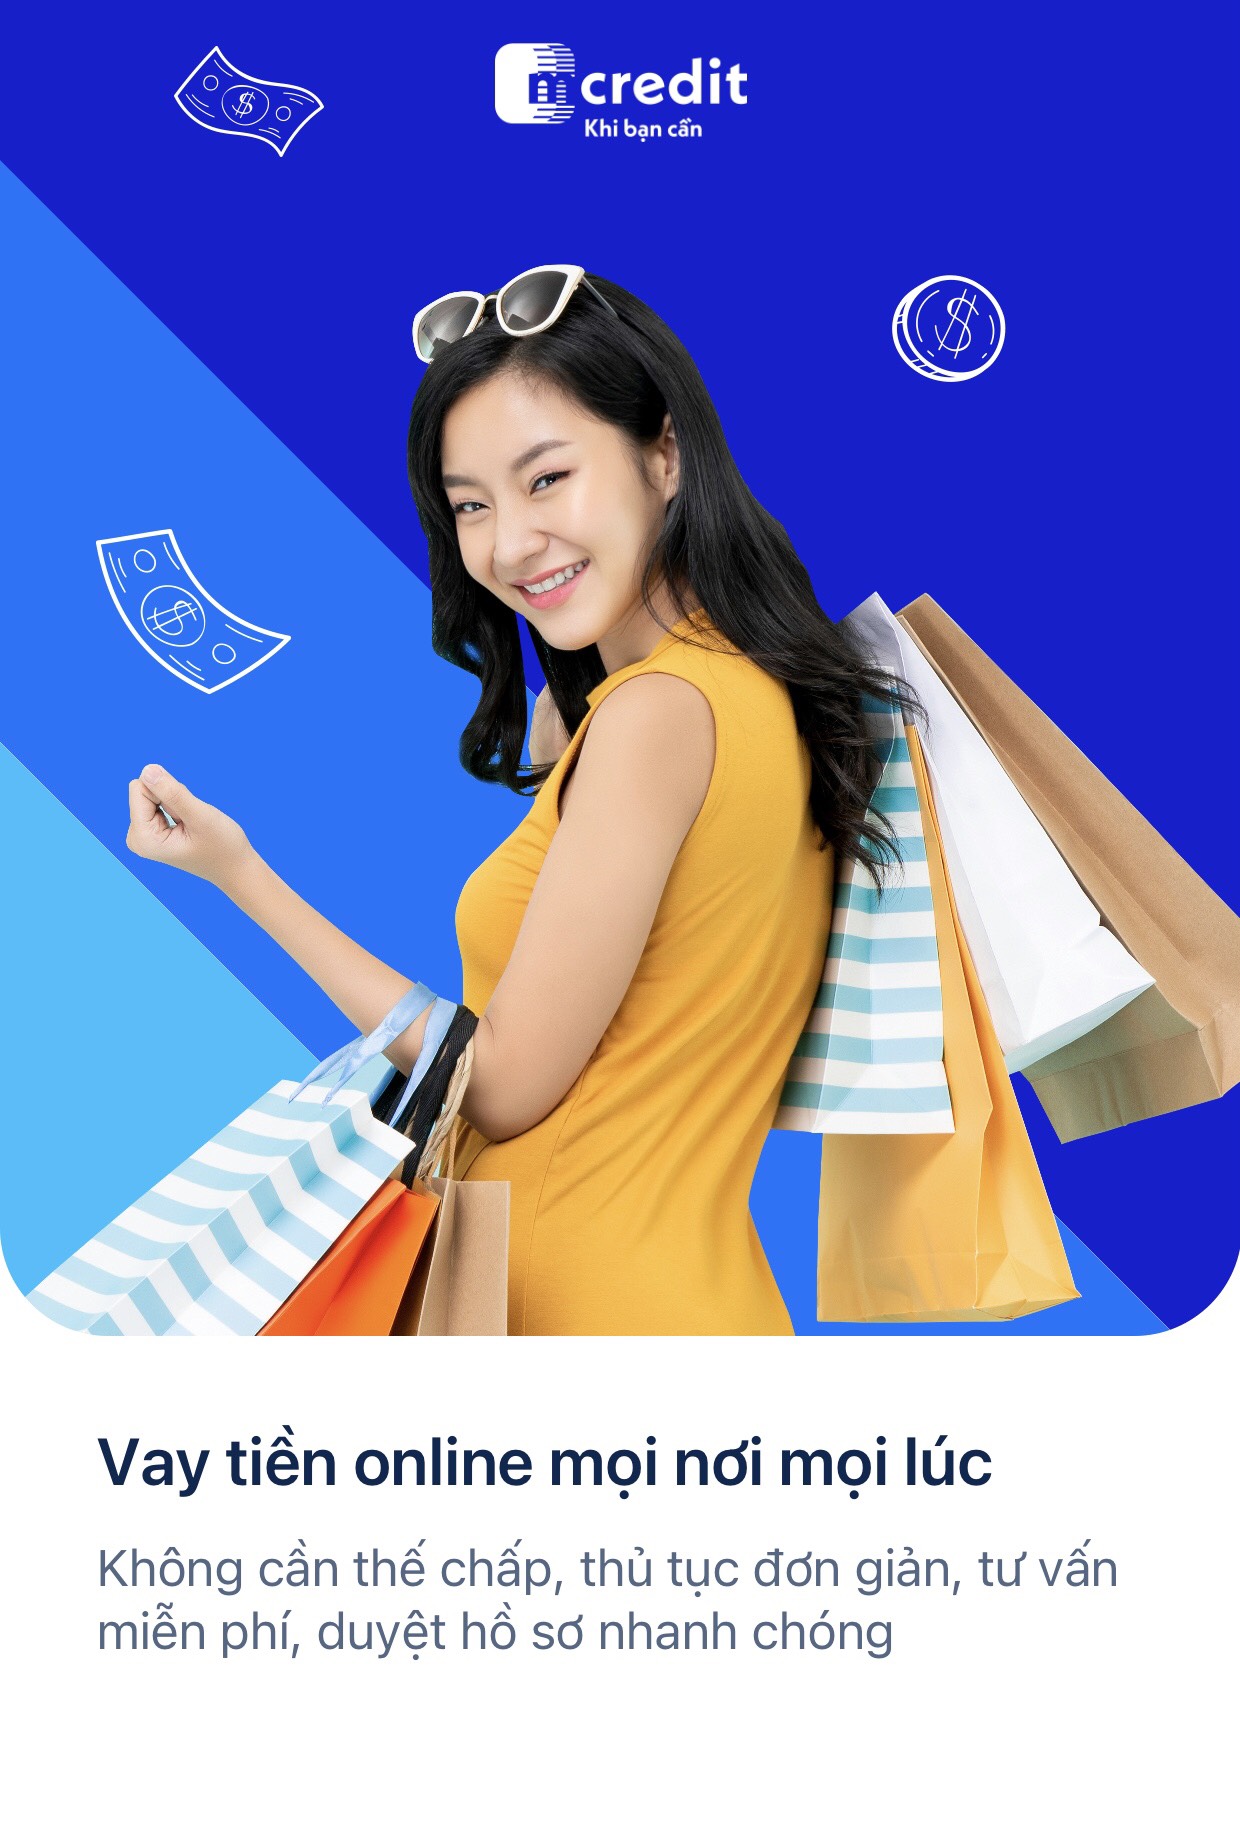 mcredit
Khi bạn cần
Vay tiền online mọi nơi mọi lúc
Không cần thế chấp, thủ tục đơn giản, tư vấn
miễn phí, duyệt hồ sơ nhanh chóng